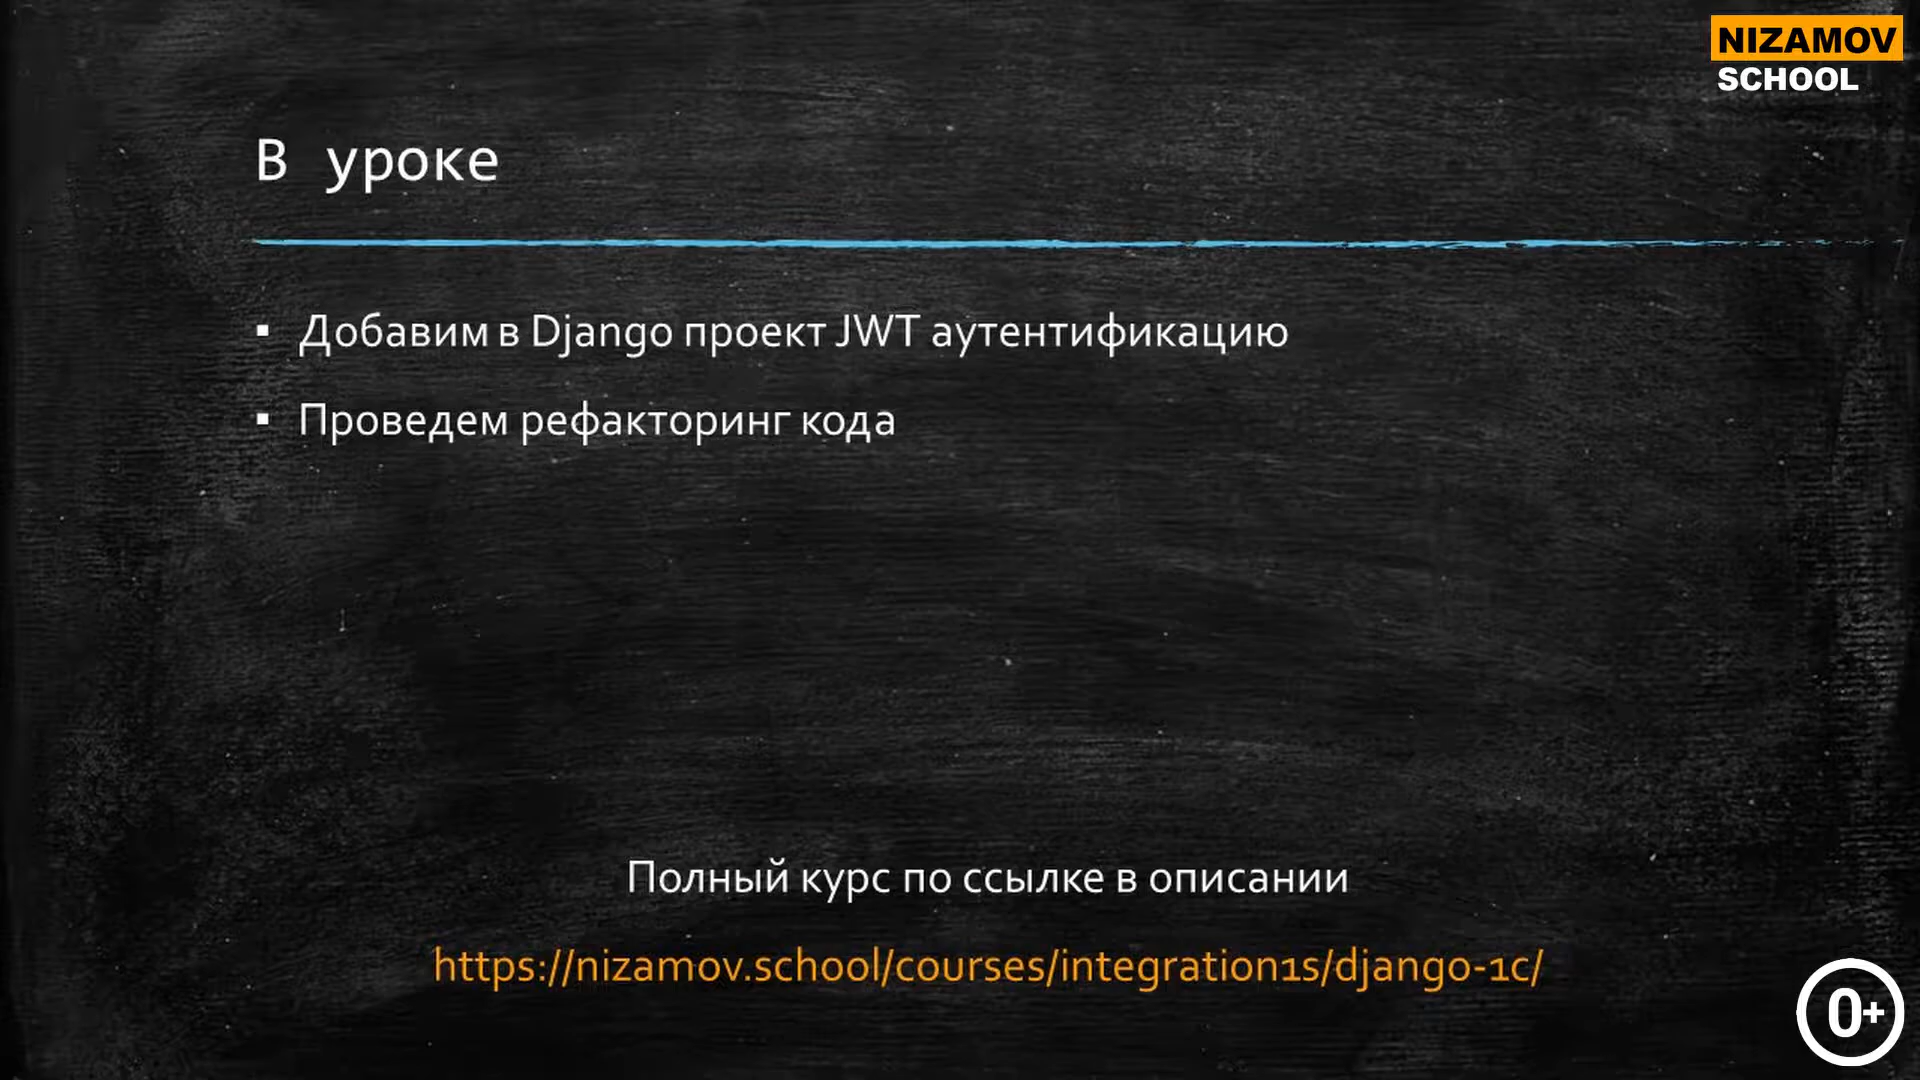 NIZAMOV
SCHOOL
В уроке
▪ Добавим в Django проект JWT аутентификацию
▪ Проведем рефакторинг кода
Полный курс по ссылке в описании
https://nizamov.school/courses/integration1s/django-1c/
0+